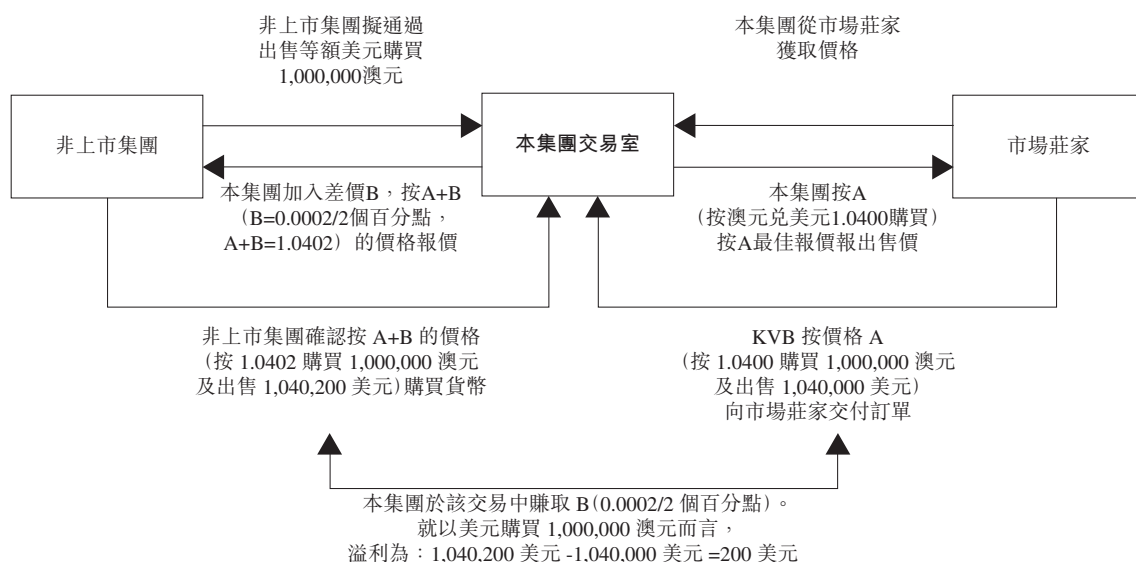 非上市集團擬通過
出售等額美元購買
1,000,000澳元
本集團從市場莊家
獲取價格
非上市集團
本集團交易室
市場莊家
本集團加入差價B，按A+B
（B=0.0002/2個百分點，
A+B=1.0402）的價格報價
本集團按A
（按澳元兌美元1.0400購買）
按A最佳報價報出售價
非上市集團確認按 A+B 的價格
（按 1.0402 購買 1,000,000 澳元
及出售 1,040,200 美元）購買貨幣
KVB 按價格 A
（按 1.0400 購買 1,000,000 澳元
及出售 1,040,000 美元）
向市場莊家交付訂單
本集團於該交易中賺取 B（0.0002/2 個百分點）。
就以美元購買 1,000,000 澳元而言，
溢利為：1,040,200 美元 -1,040,000 美元 =200 美元